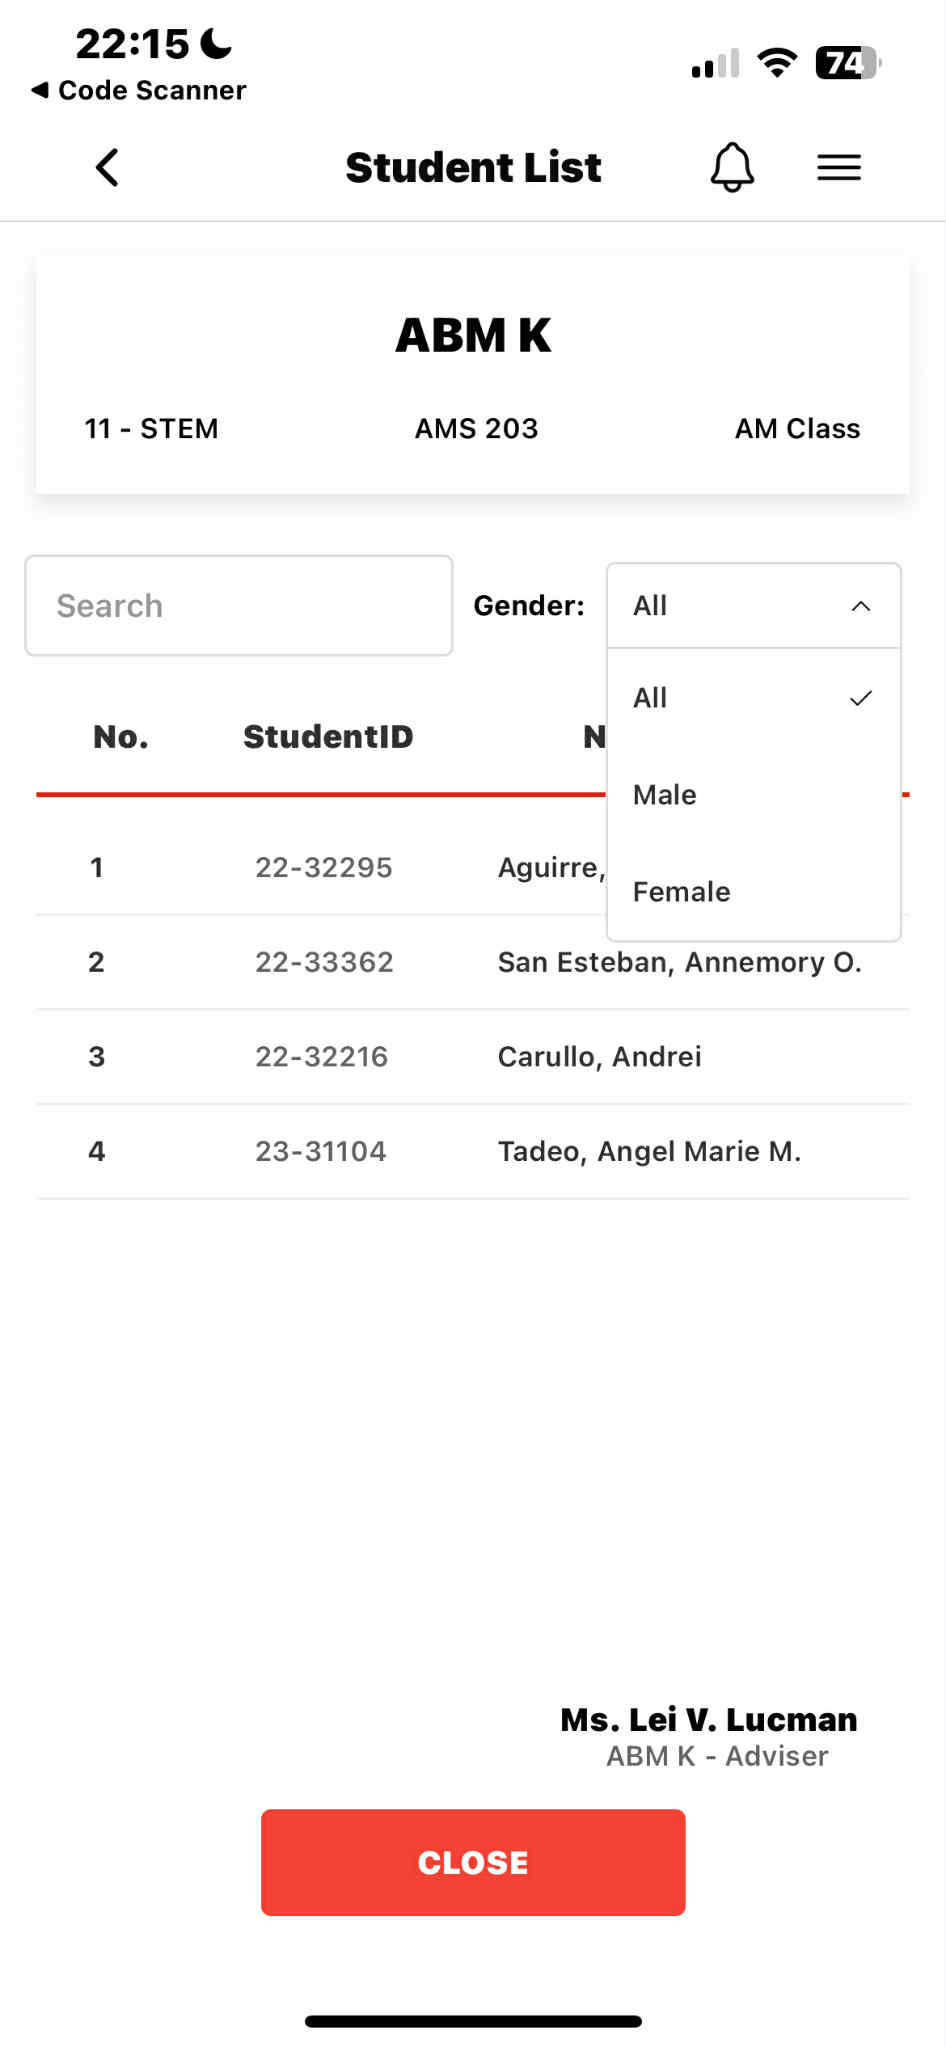 22:15
74
Code Scanner
Student List
ABM K
11 - STEM AMS 203 AM Class
Search Gender: All
All
Male
Female
No. StudentID N
1 22-32295 Aguirre,
2 22-33362 San Esteban, Annemory O.
3 22-32216 Carullo, Andrei
4 23-31104 Tadeo, Angel Marie M.
Ms. Lei V. Lucman
ABM K - Adviser
CLOSE